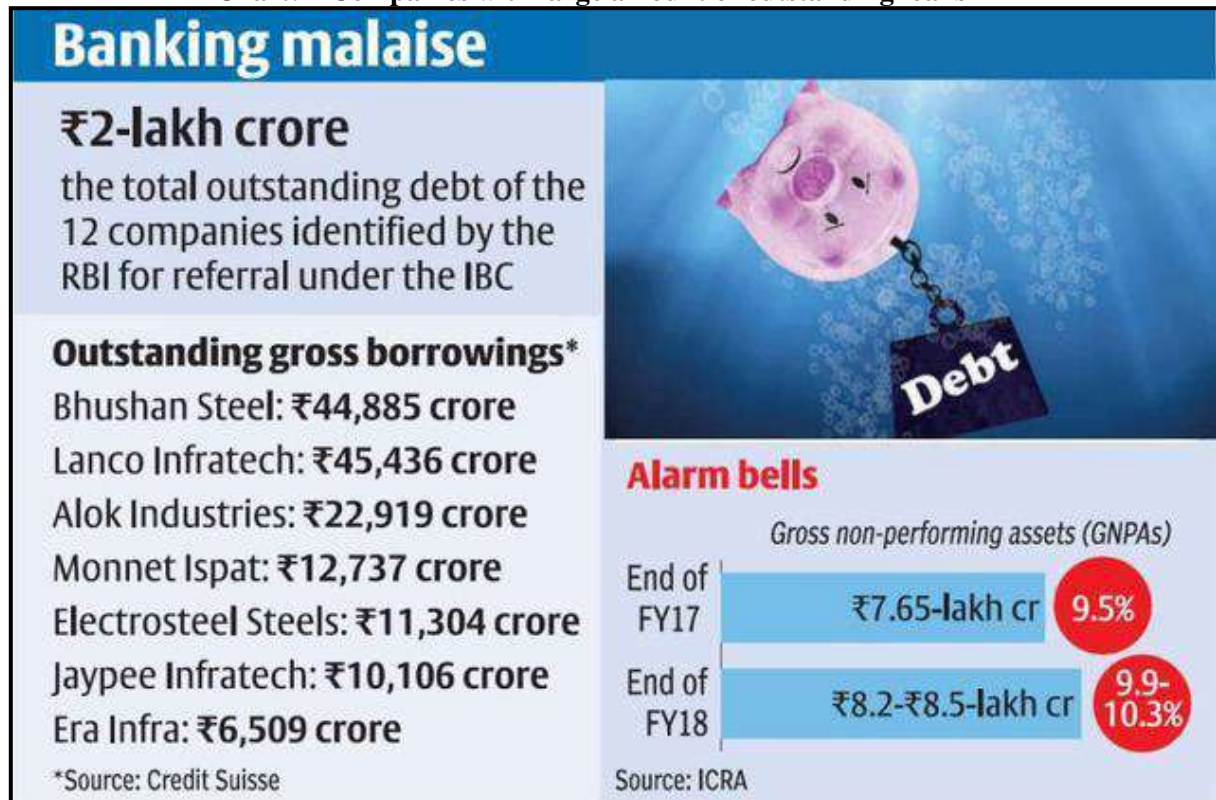 Banking malaise
₹2-lakh crore
the total outstanding debt of the
12 companies identified by the
RBI for referral under the IBC
Outstanding gross borrowings*
Bhushan Steel: ₹44,885 crore
Lanco Infratech: ₹45,436 crore
Alok Industries: ₹22,919 crore
Monnet Ispat: ₹12,737 crore
Electrosteel Steels: ₹11,304 crore
Jaypee Infratech: ₹10,106 crore
Era Infra: ₹6,509 crore
*Source: Credit Suisse
Debt
Alarm bells
Gross non-performing assets (GNPAs)
End of
FY17
₹7.65-lakh cr
9.5%
End of
FY18
₹8.2-₹8.5-lakh cr
9.9-
10.3%
Source: ICRA